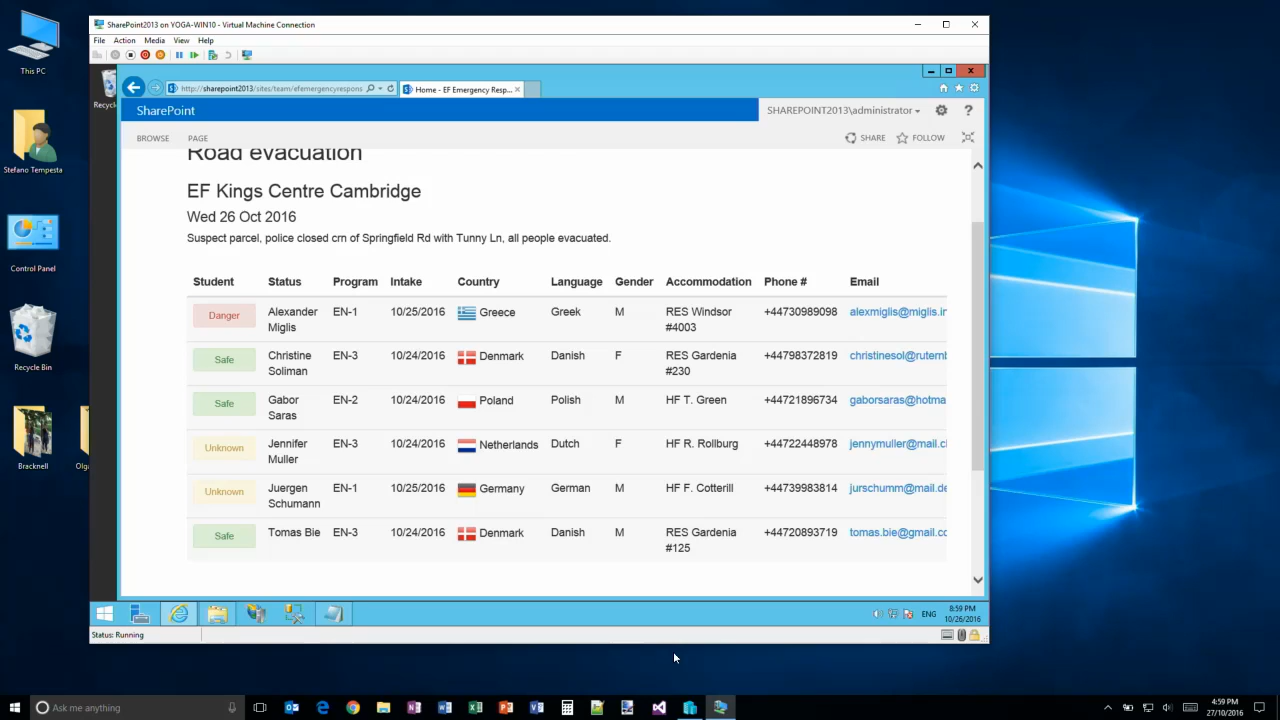 SharePoint2013 on YOGA-WIN10 - Virtual Machine Connection
File Action Media View Help
This PC
Stefano Tempesta
Control Panel
Recycle Bin
Bracknell
Olga
Recycle
http://sharepoint2013/sites/team/efemergencyrespons
Home - EF Emergency Resp...
SharePoint
SHAREPOINT2013\administrator
?
BROWSE PAGE
SHARE FOLLOW
Road evacuation
EF Kings Centre Cambridge
Wed 26 Oct 2016
Suspect parcel, police closed crn of Springfield Rd with Tunny Ln, all people evacuated.
Student Status Program Intake Country Language Gender Accommodation Phone # Email
Danger Alexander EN-1 10/25/2016 Greece Greek M RES Windsor +44730989098 alexmiglis@miglis.in
Miglis #4003
Safe Christine EN-3 10/24/2016 Denmark Danish F RES Gardenia +44798372819 christinesol@rutemb
Soliman #230
Safe Gabor EN-2 10/24/2016 Poland Polish M HF T. Green +44721896734 gaborsaras@hotma
Saras
Unknown Jennifer EN-3 10/24/2016 Netherlands Dutch F HF R. Rollburg +44722448978 jennymuller@mail.c
Muller
Unknown Juergen EN-1 10/25/2016 Germany German M HF F. Cotterill +44739983814 jurschumm@mail.de
Schumann
Safe Tomas Bie EN-3 10/24/2016 Denmark Danish M RES Gardenia +44720893719 tomas.bie@gmail.co
#125
ENG
8:59 PM
10/26/2016
Status: Running
Ask me anything
4:59 PM
27/10/2016